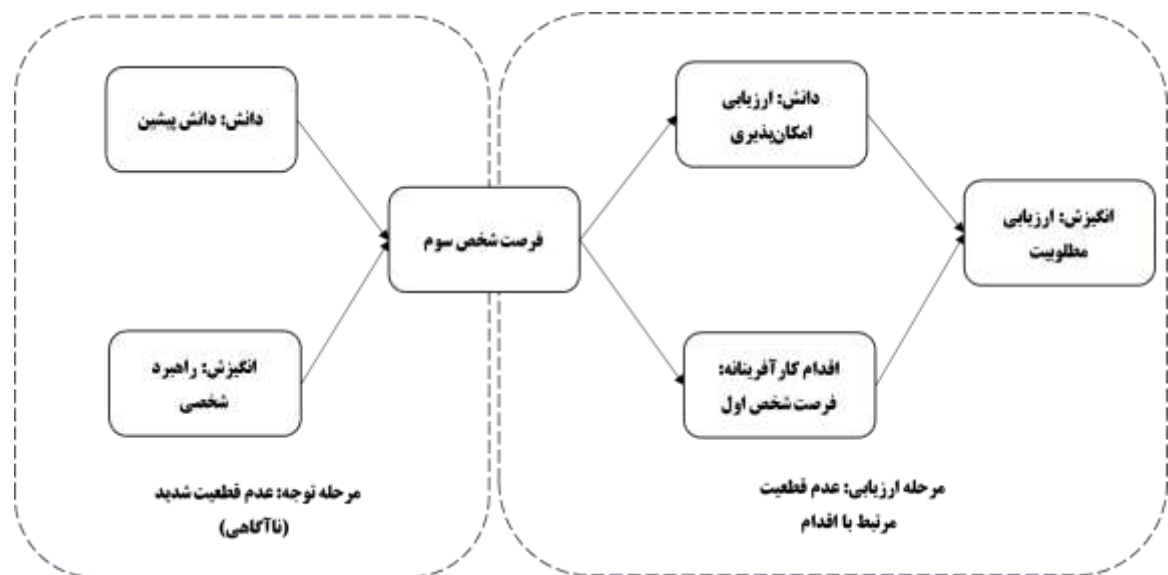 دانش: دانش پیشین
انگیزش: راهبرد
شخصی
فرصت شخص سوم
دانش: ارزیابی
امکان‌پذیری
اقدام کارآفرینانه:
فرصت شخص اول
انگیزش: ارزیابی
مطلوبیت
مرحله توجه: عدم قطعیت شدید
(ناآگاهی)
مرحله ارزیابی: عدم قطعیت
مرتبط با اقدام